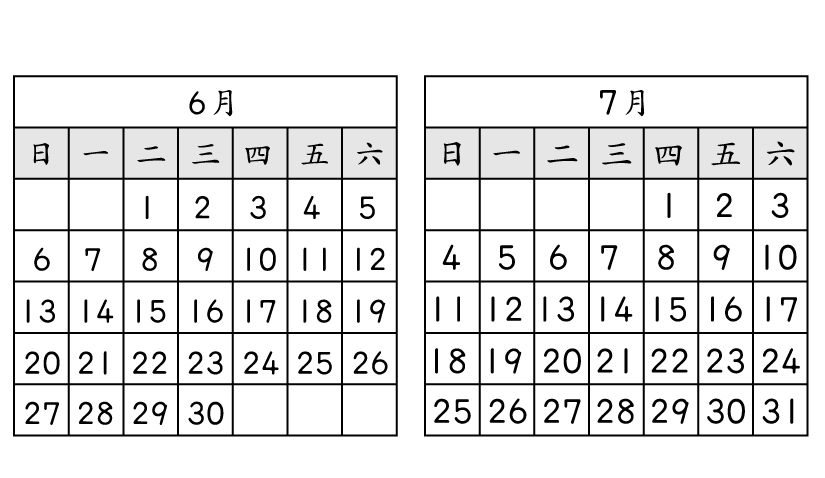 6月
日 一 二 三 四 五 六
1 2 3 4 5
6 7 8 9 10 11 12
13 14 15 16 17 18 19
20 21 22 23 24 25 26
27 28 29 30
7月
日 一 二 三 四 五 六
1 2 3
4 5 6 7 8 9 10
11 12 13 14 15 16 17
18 19 20 21 22 23 24
25 26 27 28 29 30 31